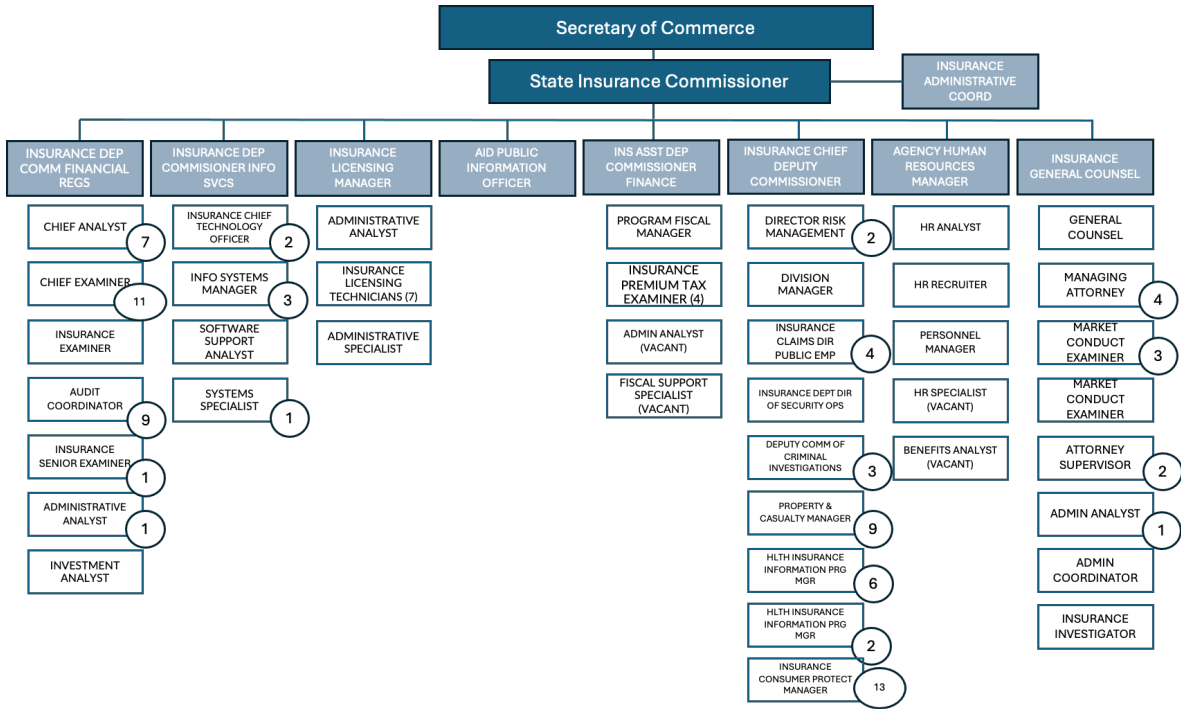 Secretary of Commerce
State Insurance Commissioner
INSURANCE
ADMINISTRATIVE
COORD
INSURANCE DEP
COMM FINANCIAL
REGS
CHIEF ANALYST
7
CHIEF EXAMINER
11
INSURANCE
EXAMINER
AUDIT
COORDINATOR
9
INSURANCE
SENIOR EXAMINER
1
ADMINISTRATIVE
ANALYST
1
INVESTMENT
ANALYST
INSURANCE DEP
COMMISIONER INFO
SVCS
INSURANCE CHIEF
TECHNOLOGY
OFFICER
2
INFO SYSTEMS
MANAGER
3
SOFTWARE
SUPPORT
ANALYST
SYSTEMS
SPECIALIST
1
INSURANCE
LICENSING
MANAGER
ADMINISTRATIVE
ANALYST
INSURANCE
LICENSING
TECHNICIANS (7)
ADMINISTRATIVE
SPECIALIST
AID PUBLIC
INFORMATION
OFFICER
INS ASST DEP
COMMISSIONER
FINANCE
PROGRAM FISCAL
MANAGER
INSURANCE
PREMIUM TAX
EXAMINER (4)
ADMIN ANALYST
(VACANT)
FISCAL SUPPORT
SPECIALIST
(VACANT)
INSURANCE CHIEF
DEPUTY
COMMISSIONER
DIRECTOR RISK
MANAGEMENT
2
DIVISION
MANAGER
INSURANCE
CLAIMS DIR
PUBLIC EMP
4
INSURANCE DEPT DIR
OF SECURITY OPS
DEPUTY COMM OF
CRIMINAL
INVESTIGATIONS
3
PROPERTY &
CASUALTY MANAGER
9
HLTH INSURANCE
INFORMATION PRG
MGR
6
HLTH INSURANCE
INFORMATION PRG
MGR
2
INSURANCE
CONSUMER PROTECT
MANAGER
13
AGENCY HUMAN
RESOURCES
MANAGER
HR ANALYST
HR RECRUITER
PERSONNEL
MANAGER
HR SPECIALIST
(VACANT)
BENEFITS ANALYST
(VACANT)
INSURANCE
GENERAL COUNSEL
GENERAL
COUNSEL
MANAGING
ATTORNEY
4
MARKET
CONDUCT
EXAMINER
3
MARKET
CONDUCT
EXAMINER
ATTORNEY
SUPERVISOR
2
ADMIN ANALYST
1
ADMIN
COORDINATOR
INSURANCE
INVESTIGATOR